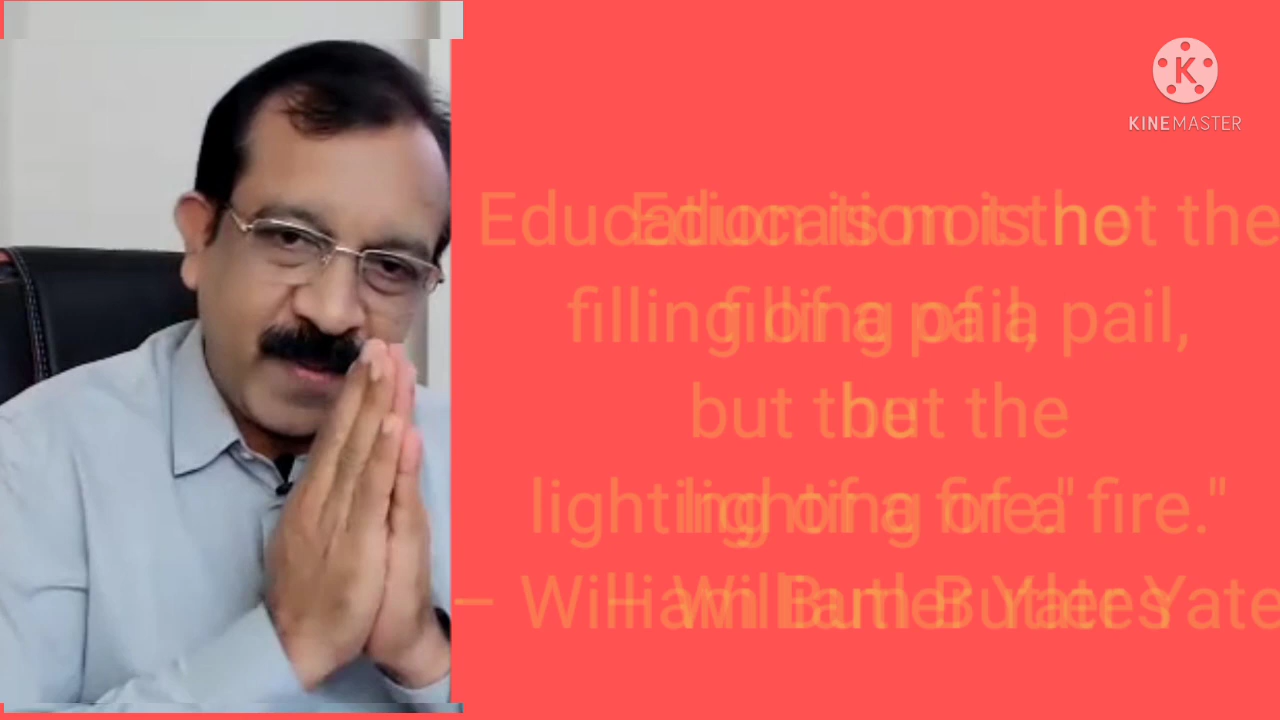 KINEMASTER
Education is not the
filling of a pail,
but the
lighting of a fire."
– William Butler Yeats